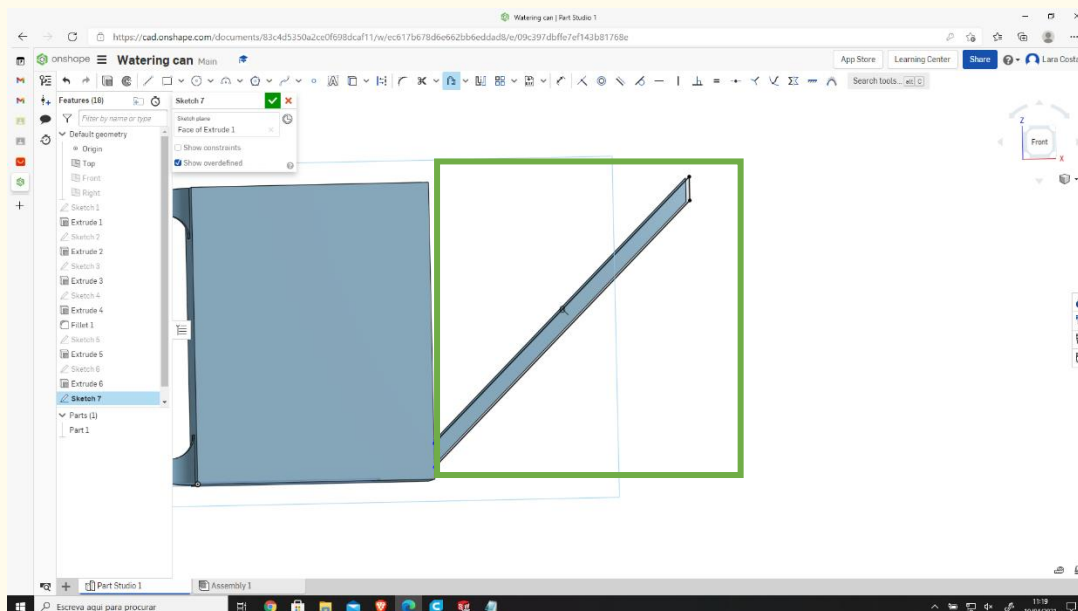 Watering can | Part Studio 1
https://cad.onshape.com/documents/83c4d5350a2ce0f698dcaf11/w/ec617b678d6e662bb6eddad8/e/09c397dbffe7ef143b81768e
onshape Watering can Main
App Store Learning Center Share Lara Costa
Search tools... alt C
Features (18)
Filter by name or type
Default geometry
Origin
Top
Front
Right
Sketch 1
Extrude 1
Sketch 2
Extrude 2
Sketch 3
Extrude 3
Sketch 4
Extrude 4
Fillet 1
Sketch 5
Extrude 5
Sketch 6
Extrude 6
Sketch 7
Parts (1)
Part 1
Sketch 7
Sketch plane
Face of Extrude 1
Show constraints
Show overdefined
Z
Front
X
Part Studio 1 Assembly 1
Escreva aqui para procurar
11:19